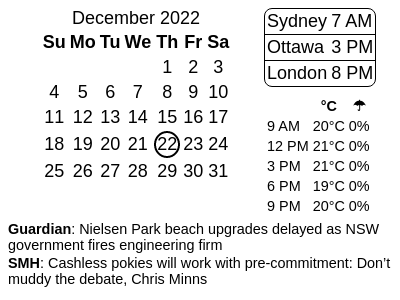 December 2022
Su Mo Tu We Th Fr Sa
1 2 3
4 5 6 7 8 9 10
11 12 13 14 15 16 17
18 19 20 21 22 23 24
25 26 27 28 29 30 31
Sydney 7 AM
Ottawa 3 PM
London 8 PM
°C ☂
9 AM 20°C 0%
12 PM 21°C 0%
3 PM 21°C 0%
6 PM 19°C 0%
9 PM 20°C 0%
Guardian: Nielsen Park beach upgrades delayed as NSW
government fires engineering firm
SMH: Cashless pokies will work with pre-commitment: Don’t
muddy the debate, Chris Minns